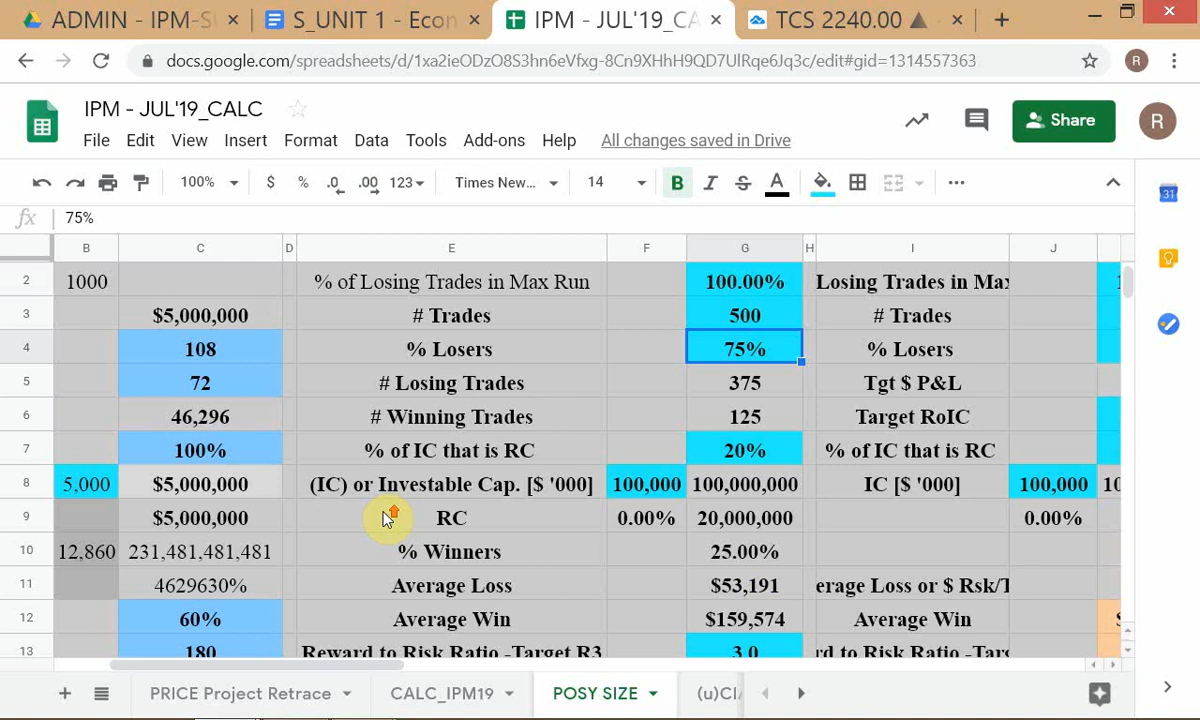 ADMIN - IPM-S
S_UNIT 1 - Econ
IPM - JUL'19_CA
TCS 2240.00
docs.google.com/spreadsheets/d/1xa2ieODzO8S3hn6eVfxg-8Cn9XHhH9QD7UlRqe6Jq3c/edit#gid=1314557363
R
IPM - JUL'19_CALC
Share
R
File Edit View Insert Format Data Tools Add-ons Help All changes saved in Drive
100% $ % .0 .00 123 Times New... 14 B I S A
31
fx 75%
B C D E F G H I J
2 1000 % of Losing Trades in Max Run 100.00% Losing Trades in Max
3 $5,000,000 # Trades 500 # Trades
4 108 % Losers 75% % Losers
5 72 # Losing Trades 375 Tgt $ P&L
6 46,296 # Winning Trades 125 Target RoIC
7 100% % of IC that is RC 20% % of IC that is RC
8 5,000 $5,000,000 (IC) or Investable Cap. [$ '000] 100,000 100,000,000 IC [$ '000] 100,000 10
9 $5,000,000 RC 0.00% 20,000,000 0.00%
10 12,860 231,481,481,481 % Winners 25.00%
11 4629630% Average Loss $53,191 erage Loss or $ Rsk/T
12 60% Average Win $159,574 Average Win
13 180 Reward to Risk Ratio -Target R3 3.0 rd to Risk Ratio -Targ
PRICE Project Retrace CALC_IPM19 POSY SIZE (u)Cl